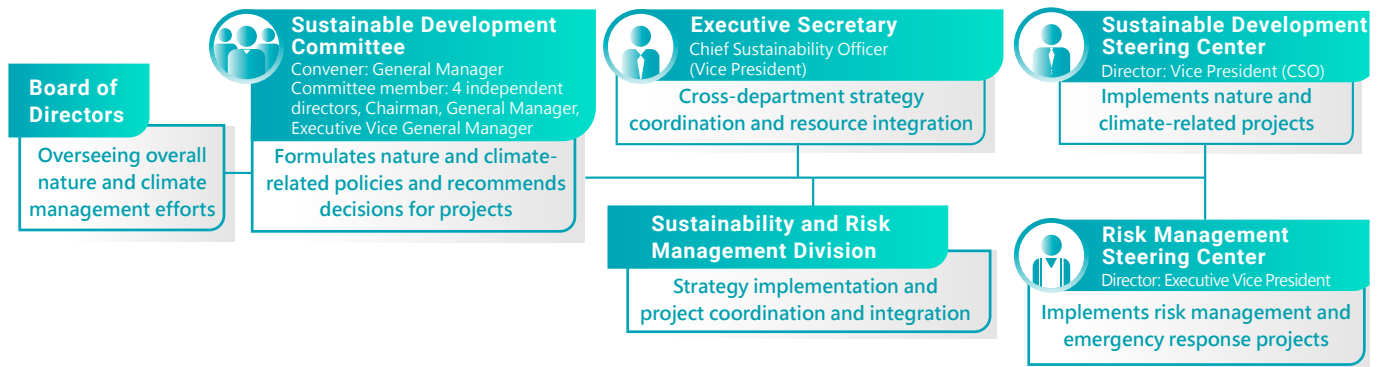 Board of
Directors
Overseeing overall
nature and climate
management efforts
Sustainable Development
Committee
Convener: General Manager
Committee member: 4 independent
directors, Chairman, General Manager,
Executive Vice General Manager
Formulates nature and climate-
related policies and recommends
decisions for projects
Executive Secretary
Chief Sustainability Officer
(Vice President)
Cross-department strategy
coordination and resource integration
Sustainability and Risk
Management Division
Strategy implementation and
project coordination and integration
Sustainable Development
Steering Center
Director: Vice President (CSO)
Implements nature and
climate-related projects
Risk Management
Steering Center
Director: Executive Vice President
Implements risk management and
emergency response projects